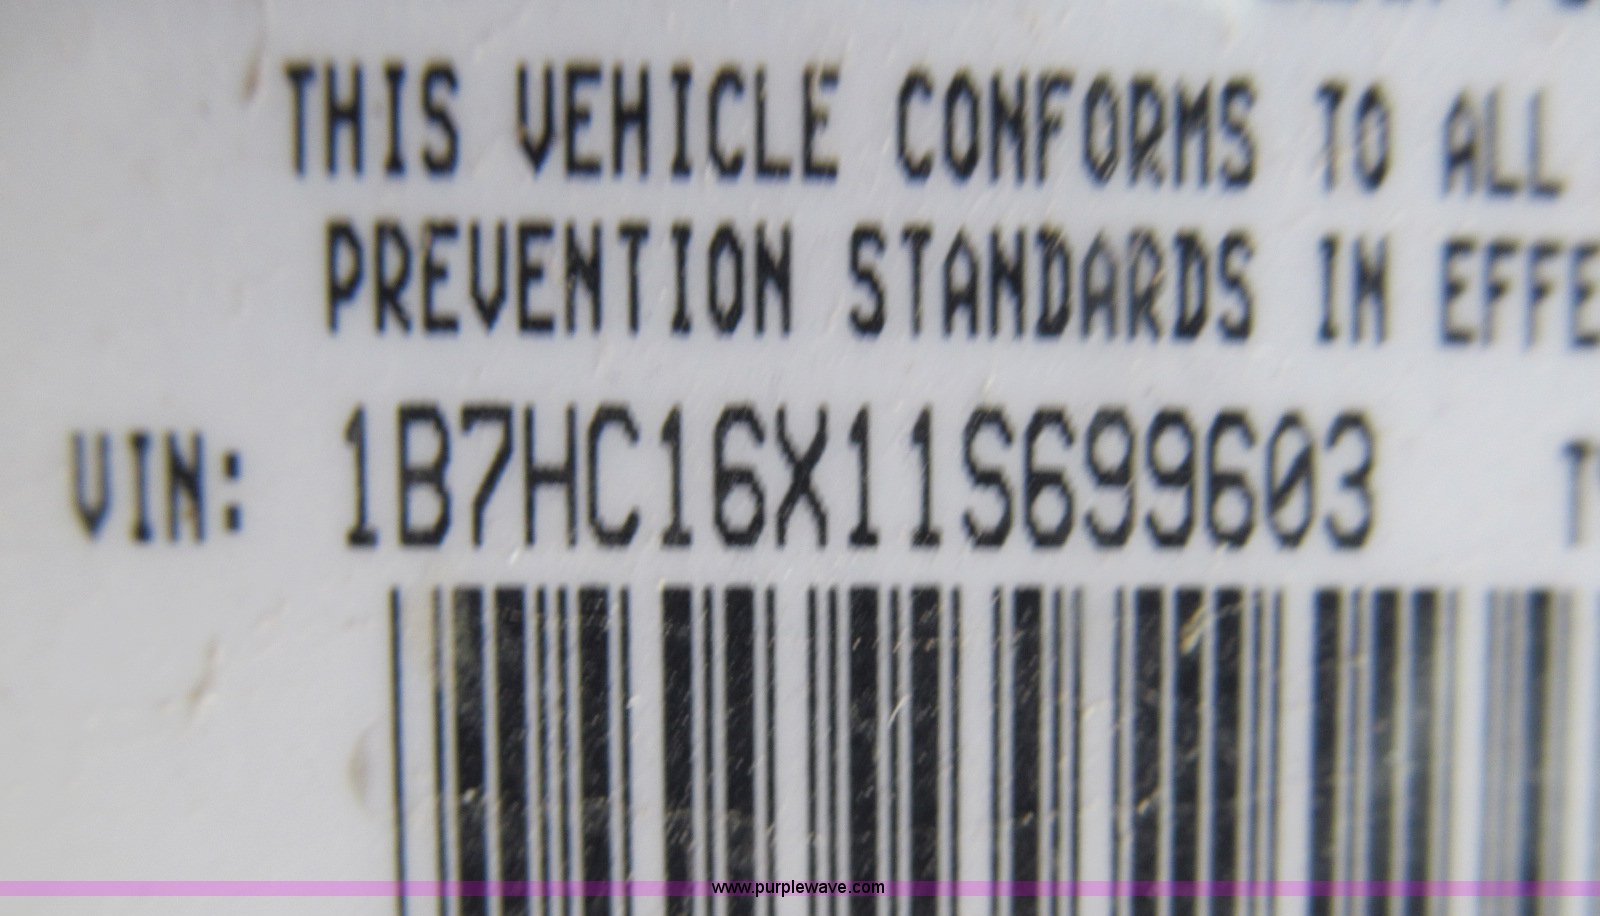 THIS VEHICLE CONFORMS TO ALL
PREVENTION STANDARDS IN EFFE
VIN: 1B7HC16X11S699603
www.purplewave.com